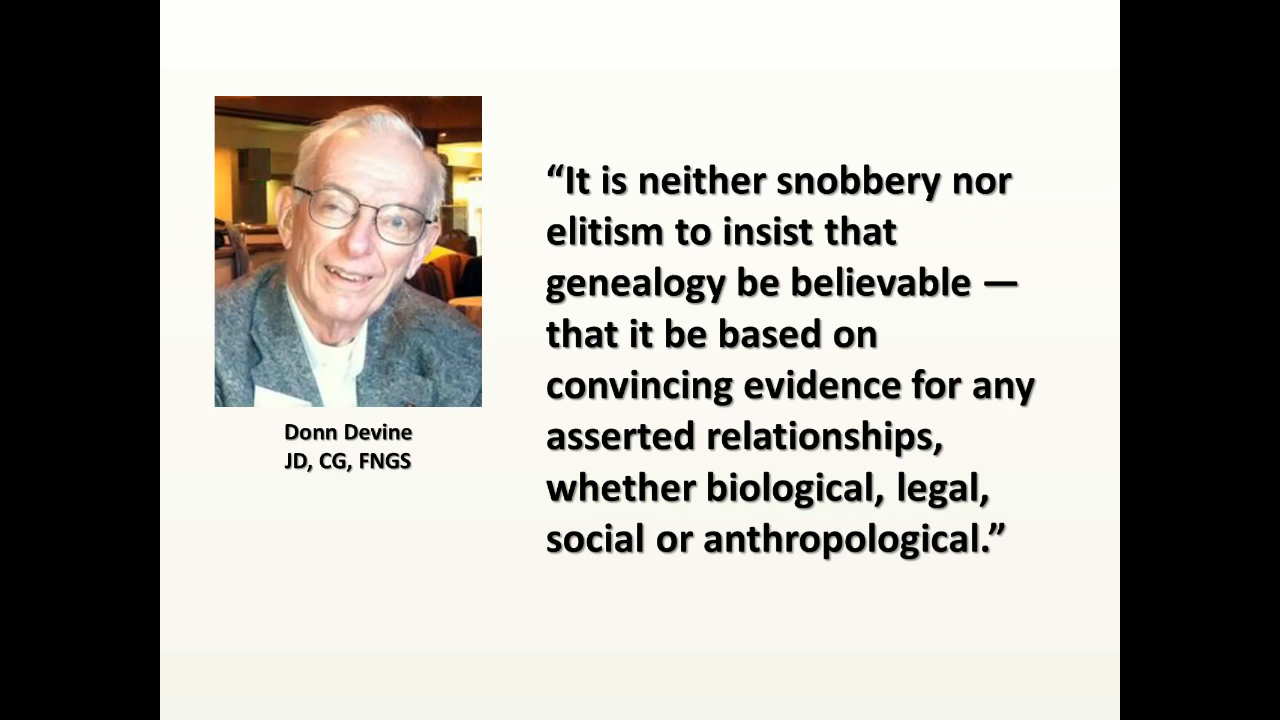 Donn Devine
JD, CG, FNGS
“It is neither snobbery nor
elitism to insist that
genealogy be believable —
that it be based on
convincing evidence for any
asserted relationships,
whether biological, legal,
social or anthropological.”